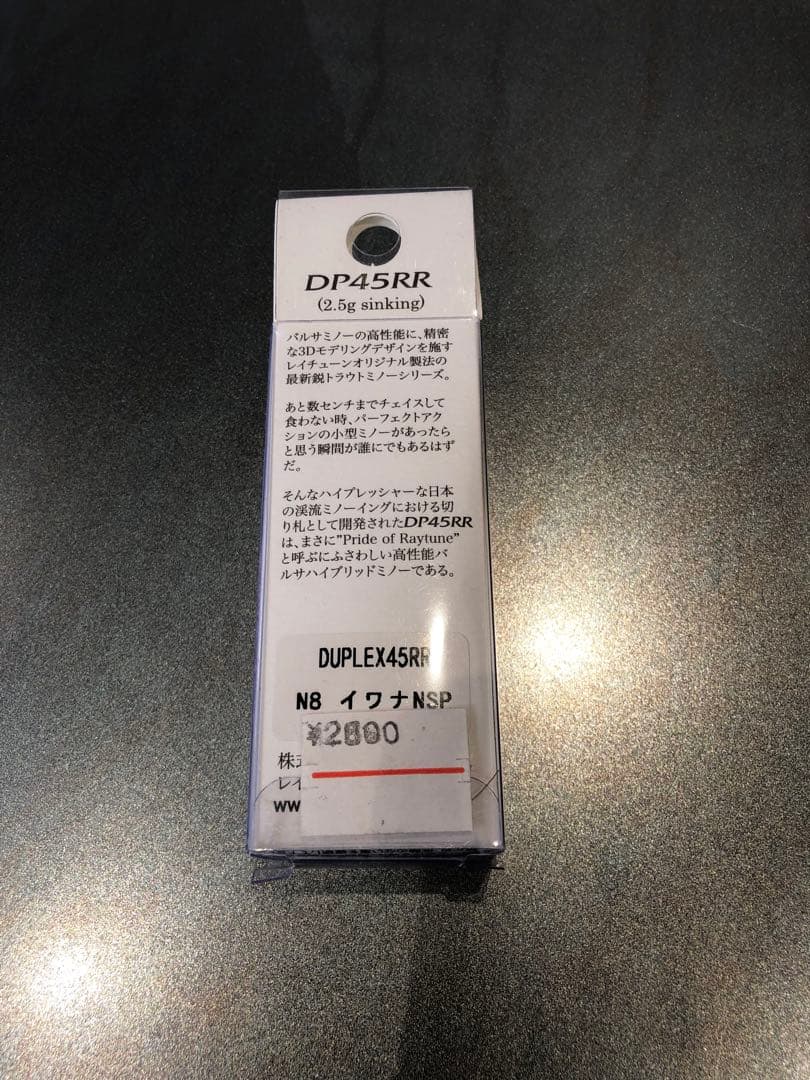 DP45RR
(2.5g sinking)
バルサミノーの高性能に、精密
な3Dモデリングデザインを施す
レイチューンオリジナル製法の
最新鋭トラウトミノーシリーズ。
あと数センチまでチェイスして
食わない時、パーフェクトアク
ションの小型ミノーがあったら
と思う瞬間が誰にでもあるはず
だ。
そんなハイプレッシャーな日本
の渓流ミノーイングにおける切
り札として開発されたDP45RR
は、まさに"Pride of Raytune"
と呼ぶにふさわしい高性能バ
ルサハイブリッドミノーである。
DUPLEX45RR
N8 イワナNSP
株式
レイ
ww